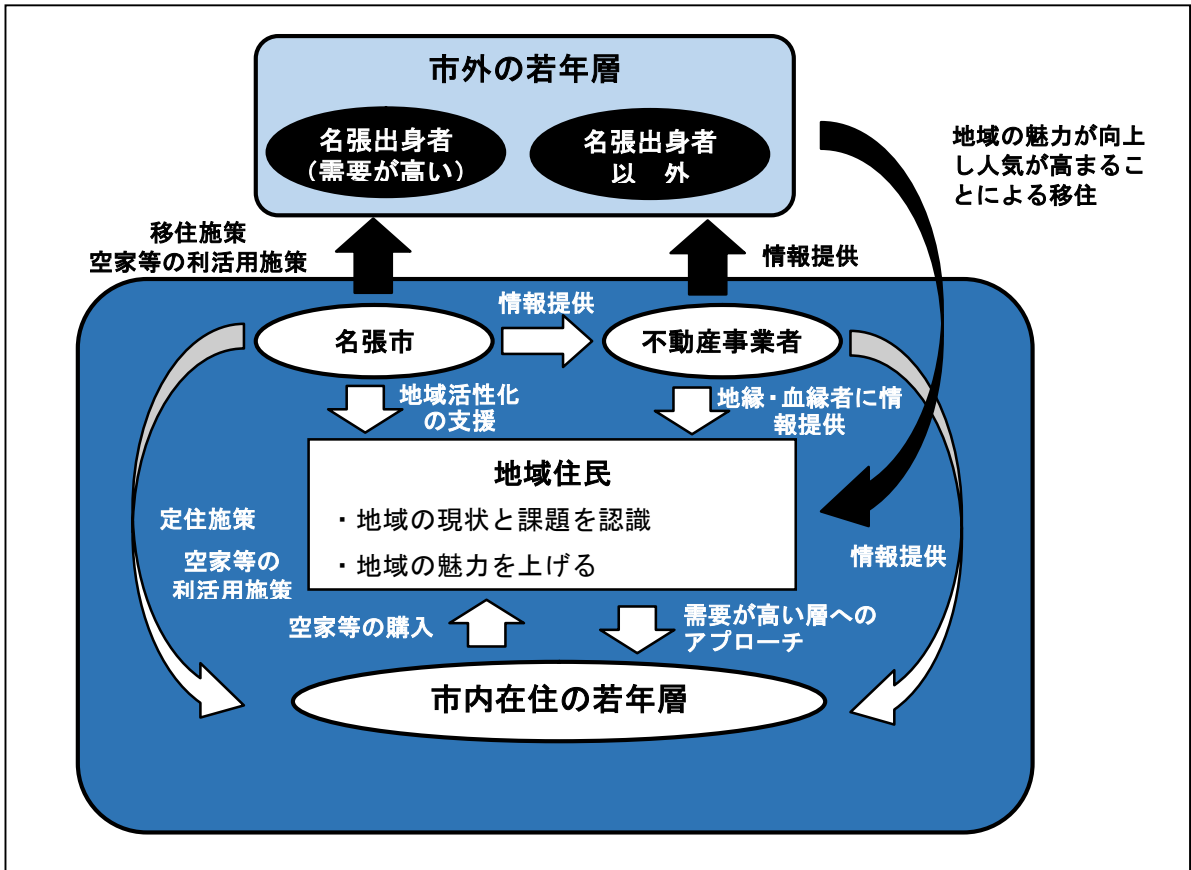 市外の若年層
名張出身者
（需要が高い）
名張出身者
以　外
地域の魅力が向上
し人気が高まるこ
とによる移住
移住施策
空家等の利活用施策
情報提供
情報提供
名張市
不動産事業者
地域活性化
の支援
地縁・血縁者に情
報提供
地域住民
・地域の現状と課題を認識
・地域の魅力を上げる
定住施策
空家等の
利活用施策
情報提供
空家等の購入
需要が高い層への
アプローチ
市内在住の若年層